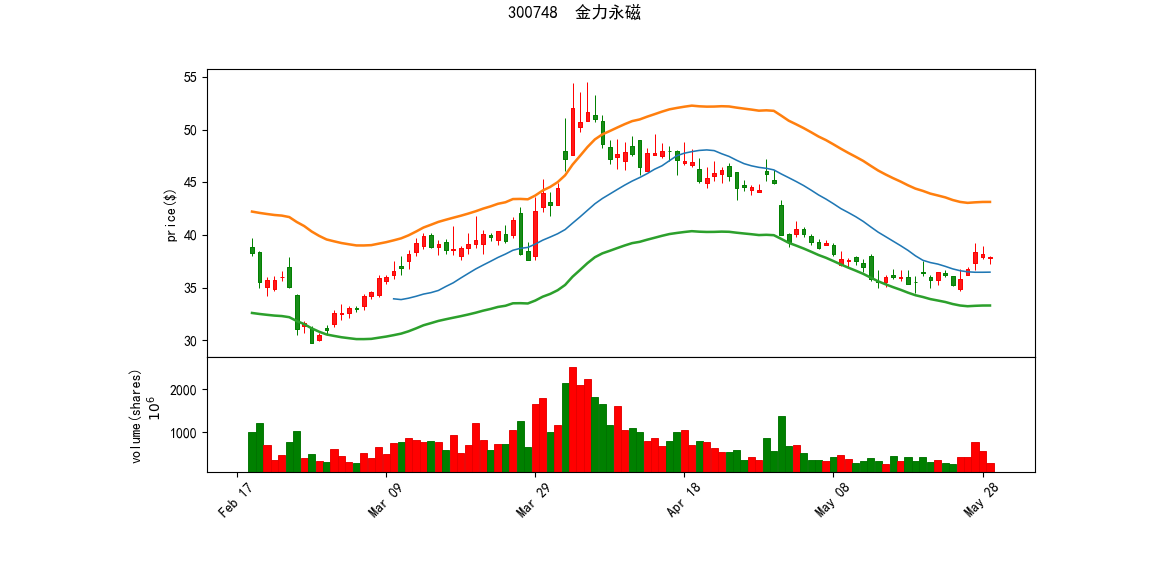 300748 金力永磁
55
50
45
40
35
30
price($)
2000
1000
volume(shares)
10^6
Feb 17
Mar 09
Mar 29
Apr 18
May 08
May 28